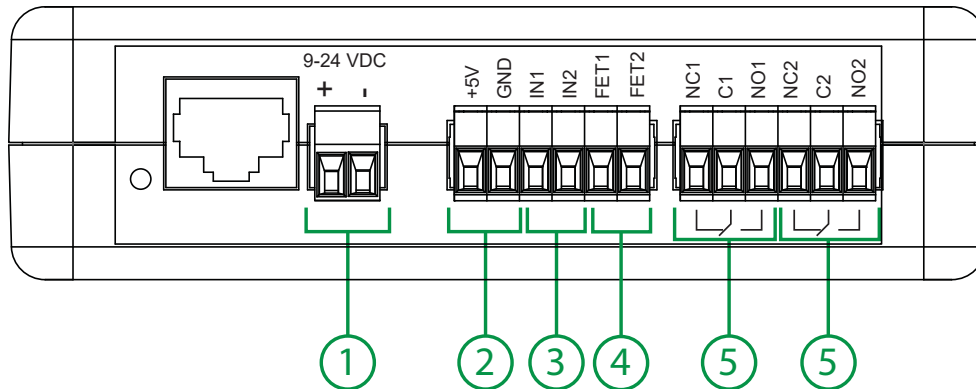 9-24 VDC
+ -
+5V
GND
IN1
IN2
FET1
FET2
NC1
C1
NO1
NC2
C2
NO2
1 2 3 4 5 5